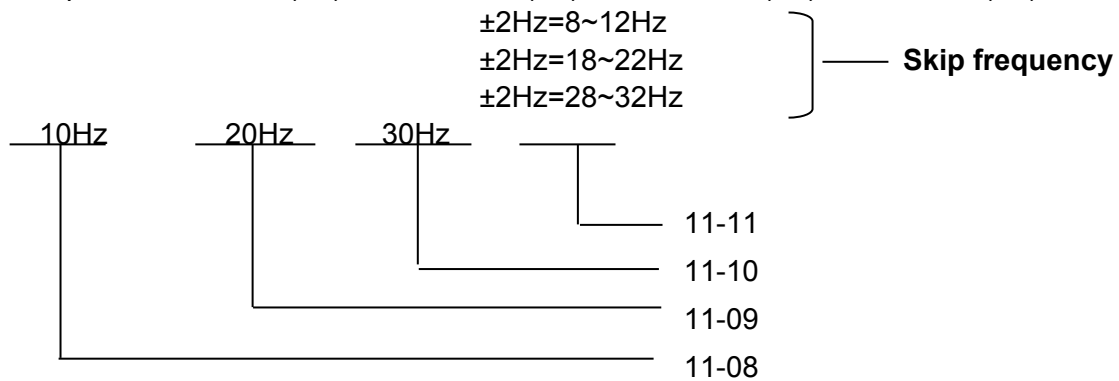 ±2Hz=8~12Hz
±2Hz=18~22Hz
±2Hz=28~32Hz
Skip frequency
10Hz 20Hz 30Hz
11-11
11-10
11-09
11-08